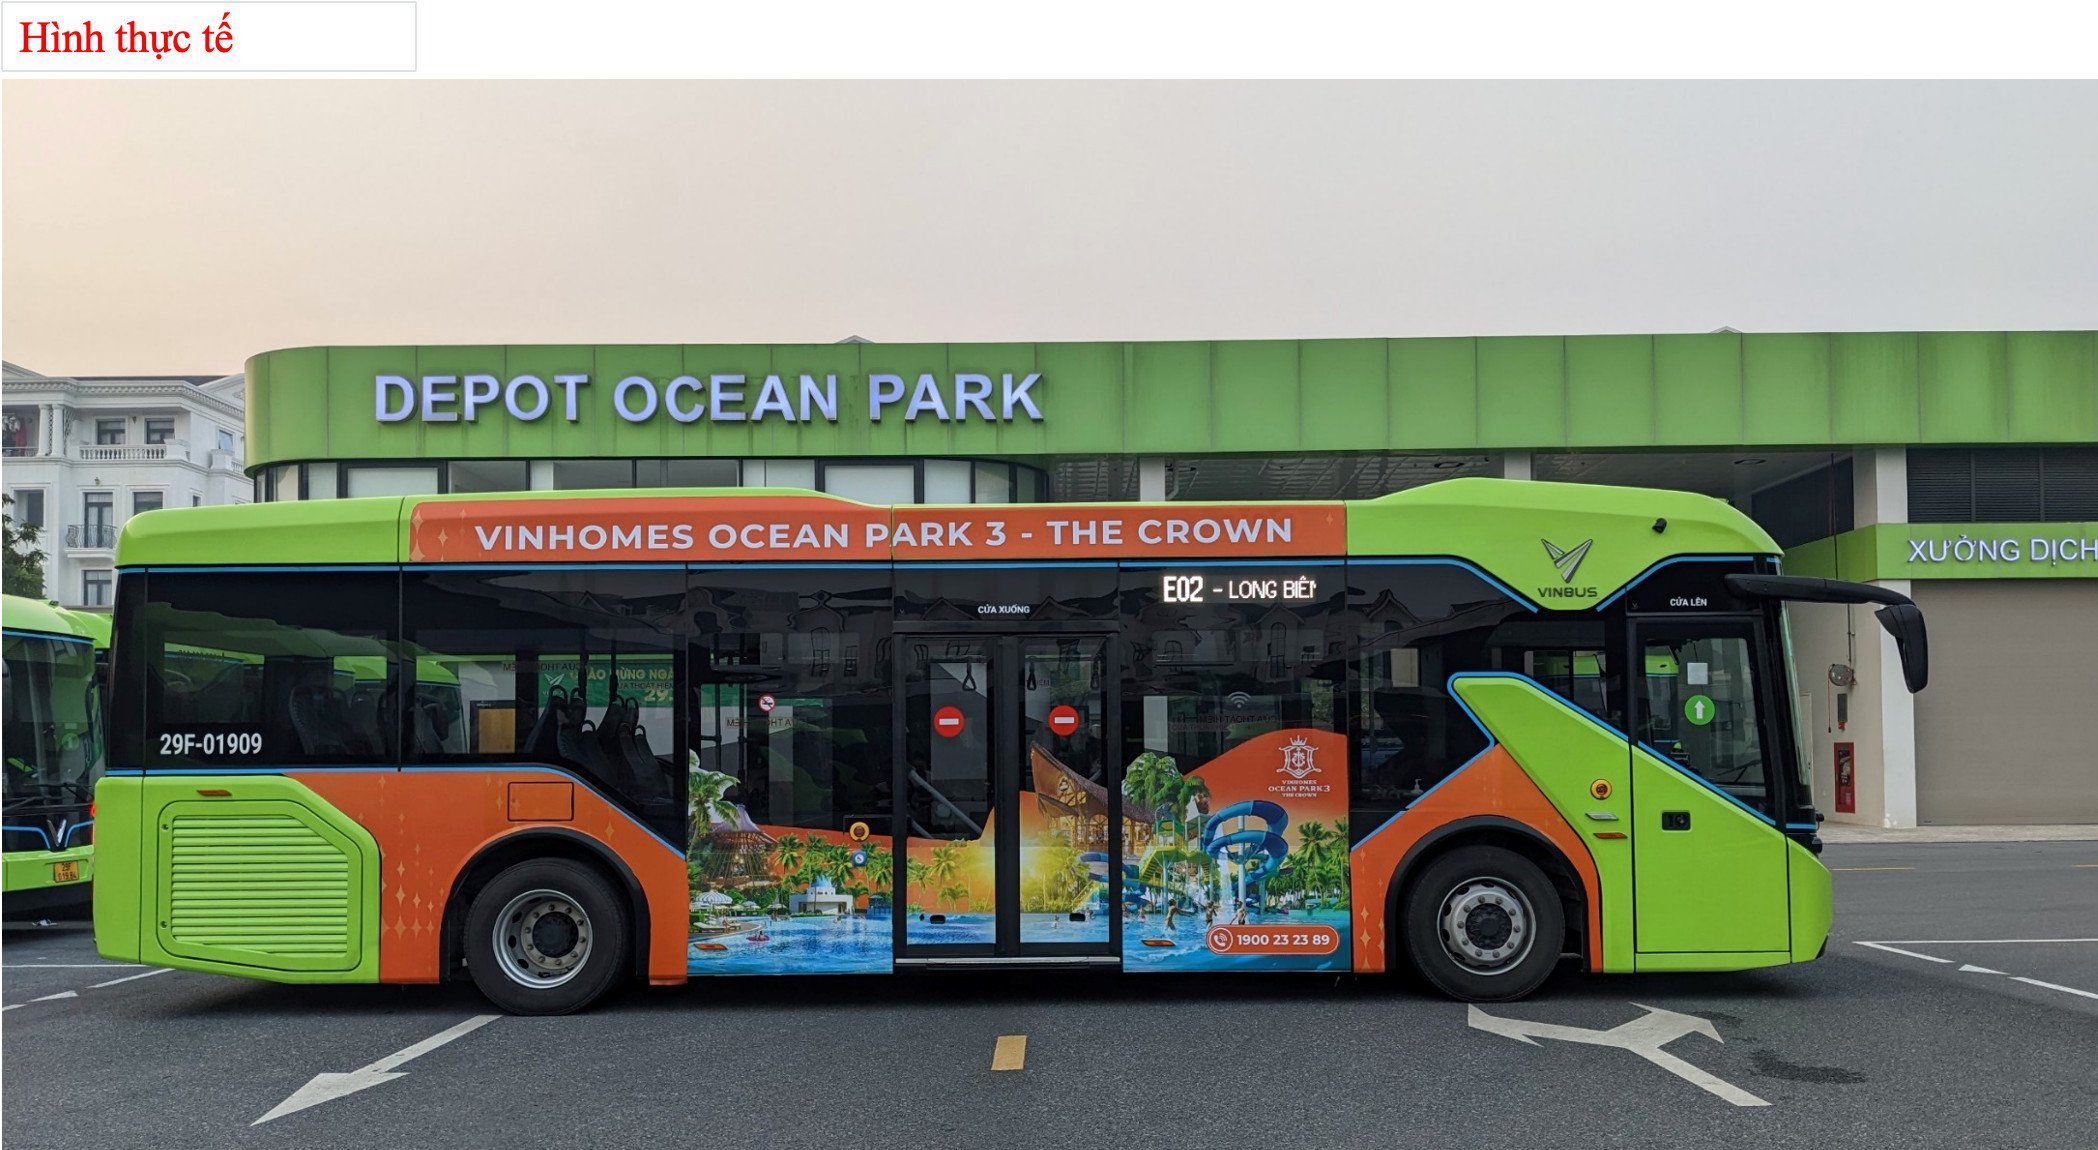 Hình thực tế
DEPOT OCEAN PARK
XƯỞNG DỊCH
VINHOMES OCEAN PARK 3 - THE CROWN
E02 - LONG BIÊN
VINBUS
CỬA XUỐNG
CỬA LÊN
29F-01909
VINHOMES
OCEAN PARK 3
THE CROWN
1900 23 23 89